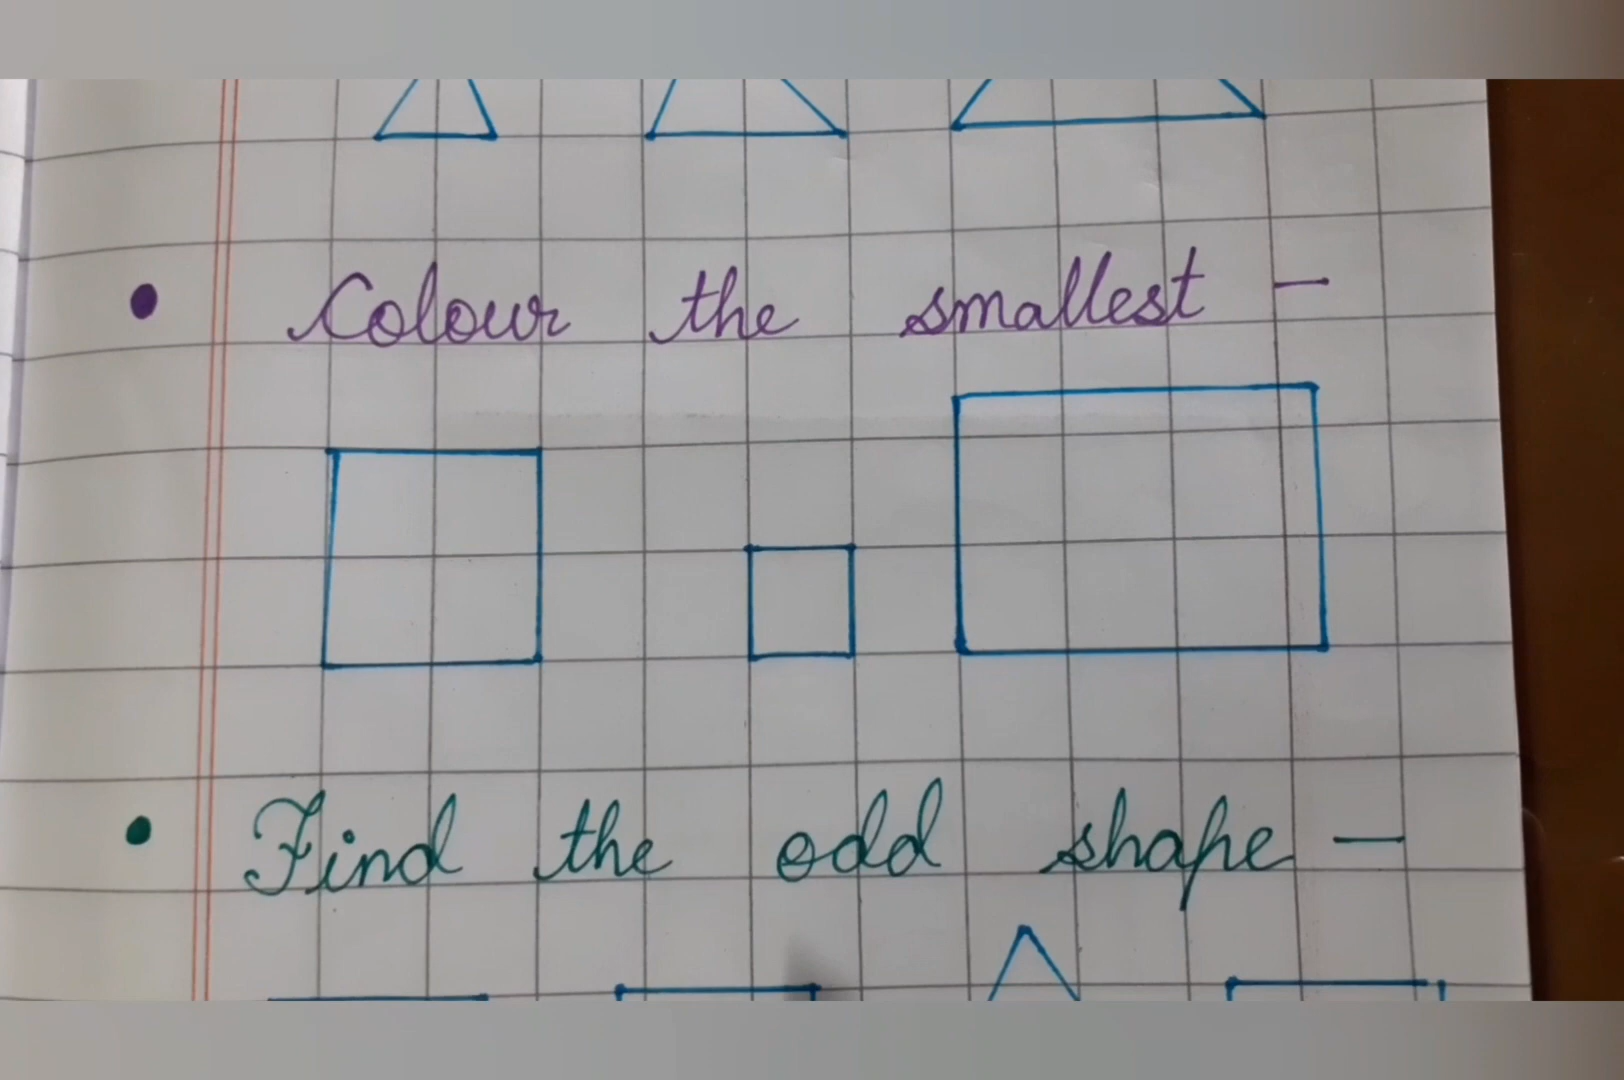 • Colour the smallest –
• Find the odd shape –